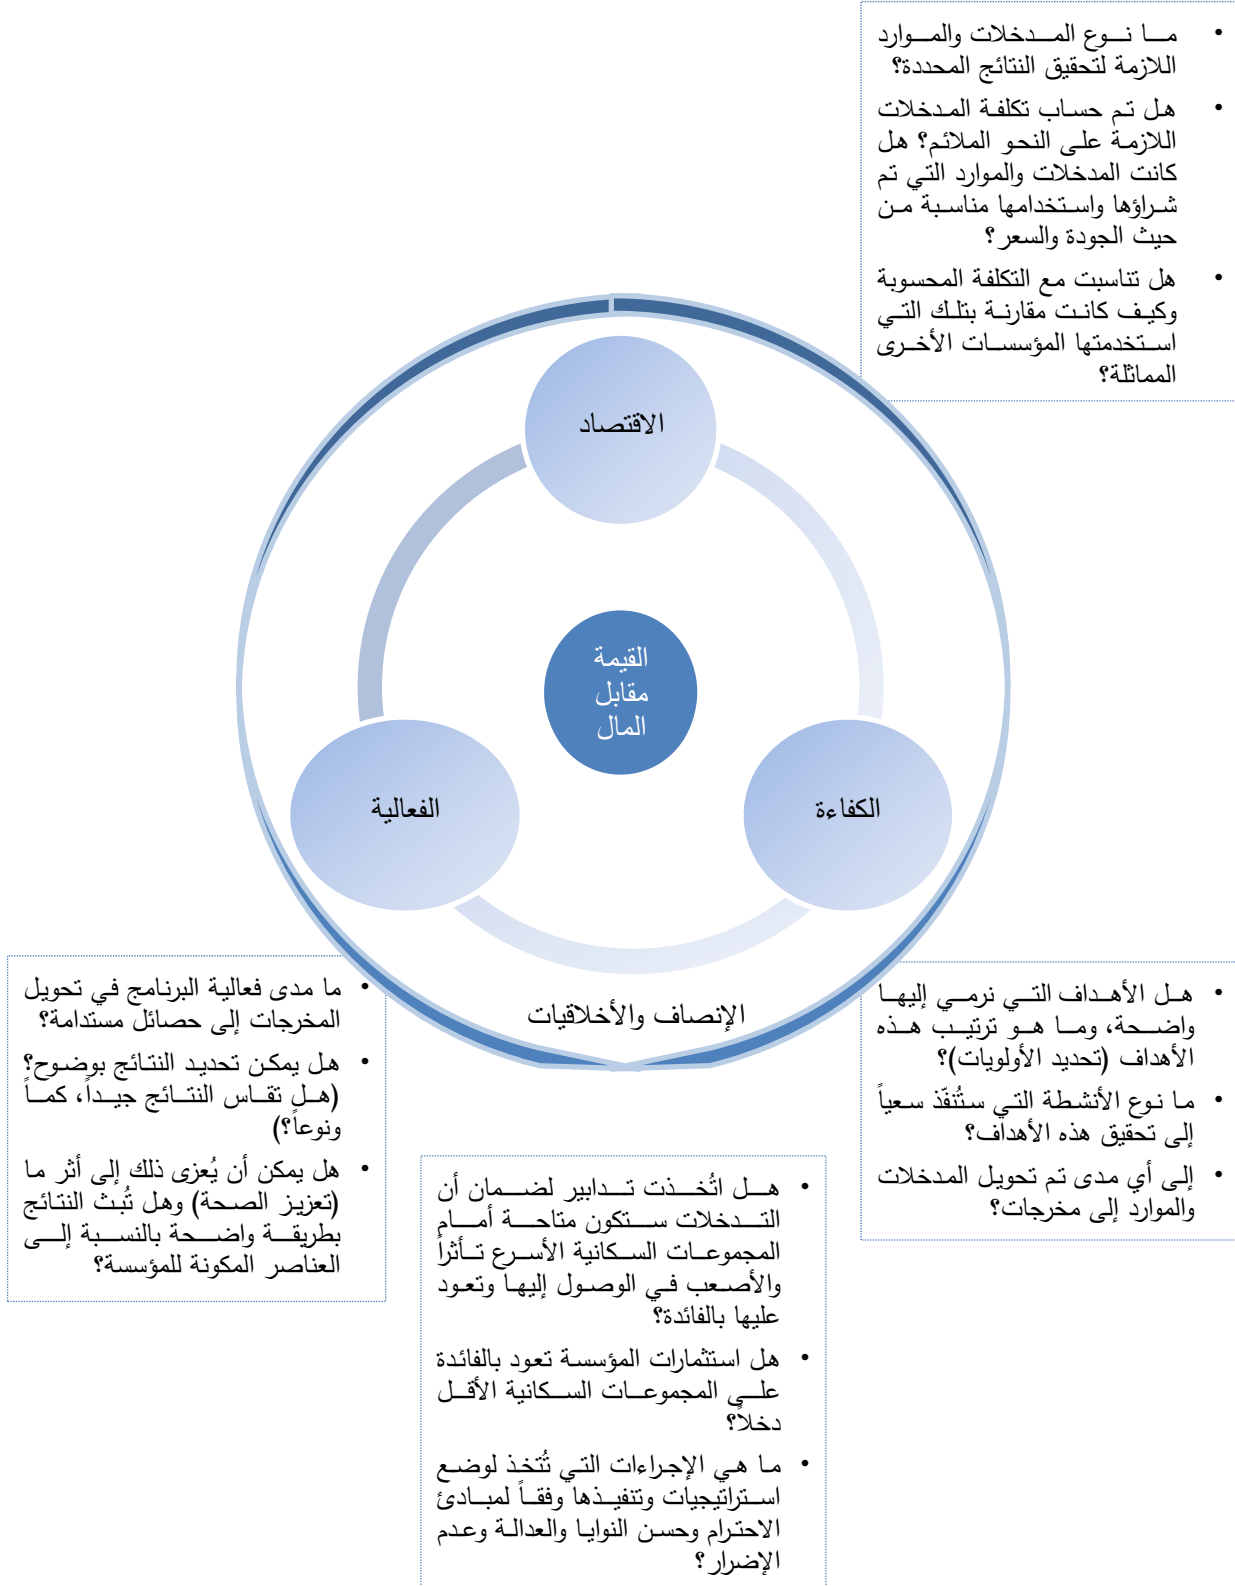 • مـــا نـــوع المـــدخلات والمـــوارد
اللازمة لتحقيق النتائج المحددة؟
• هل تم حساب تكلفة المدخلات
اللازمة على النحو الملائم؟ هل
كانت المدخلات والموارد التي تم
شراؤها واستخدامها مناسبة من
حيث الجودة والسعر؟
• هل تناسبت مع التكلفة المحسوبة
وكيف كانت مقارنة بتلك التي
استخدمتها المؤسسات الأخرى
المماثلة؟
الاقتصاد
القيمة
مقابل
المال
الفعالية
الكفاءة
الإنصاف والأخلاقيات
• هل الأهداف التي نرمي إليها
واضحة، وما هو ترتيب هذه
الأهداف (تحديد الأولويات)؟
• ما نوع الأنشطة التي ستُنفّذ سعياً
إلى تحقيق هذه الأهداف؟
• إلى أي مدى تم تحويل المدخلات
والموارد إلى مخرجات؟
• ما مدى فعالية البرنامج في تحويل
المخرجات إلى حصائل مستدامة؟
• هل يمكن تحديد النتائج بوضوح؟
(هل تقاس النتائج جيداً، كماً
ونوعاً؟)
• هل يمكن أن يُعزى ذلك إلى أثر ما
(تعزيز الصحة) وهل تُبث النتائج
بطريقة واضحة بالنسبة إلى
العناصر المكونة للمؤسسة؟
• هل اتُخذت تدابير لضمان أن
التدخلات ستكون متاحة أمام
المجموعات السكانية الأسرع تأثراً
والأصعب في الوصول إليها وتعود
عليها بالفائدة؟
• هل استثمارات المؤسسة تعود بالفائدة
على المجموعات السكانية الأقل
دخلاً؟
• ما هي الإجراءات التي تُتخذ لوضع
استراتيجيات وتنفيذها وفقاً لمبادئ
الاحترام وحسن النوايا والعدالة وعدم
الإضرار؟